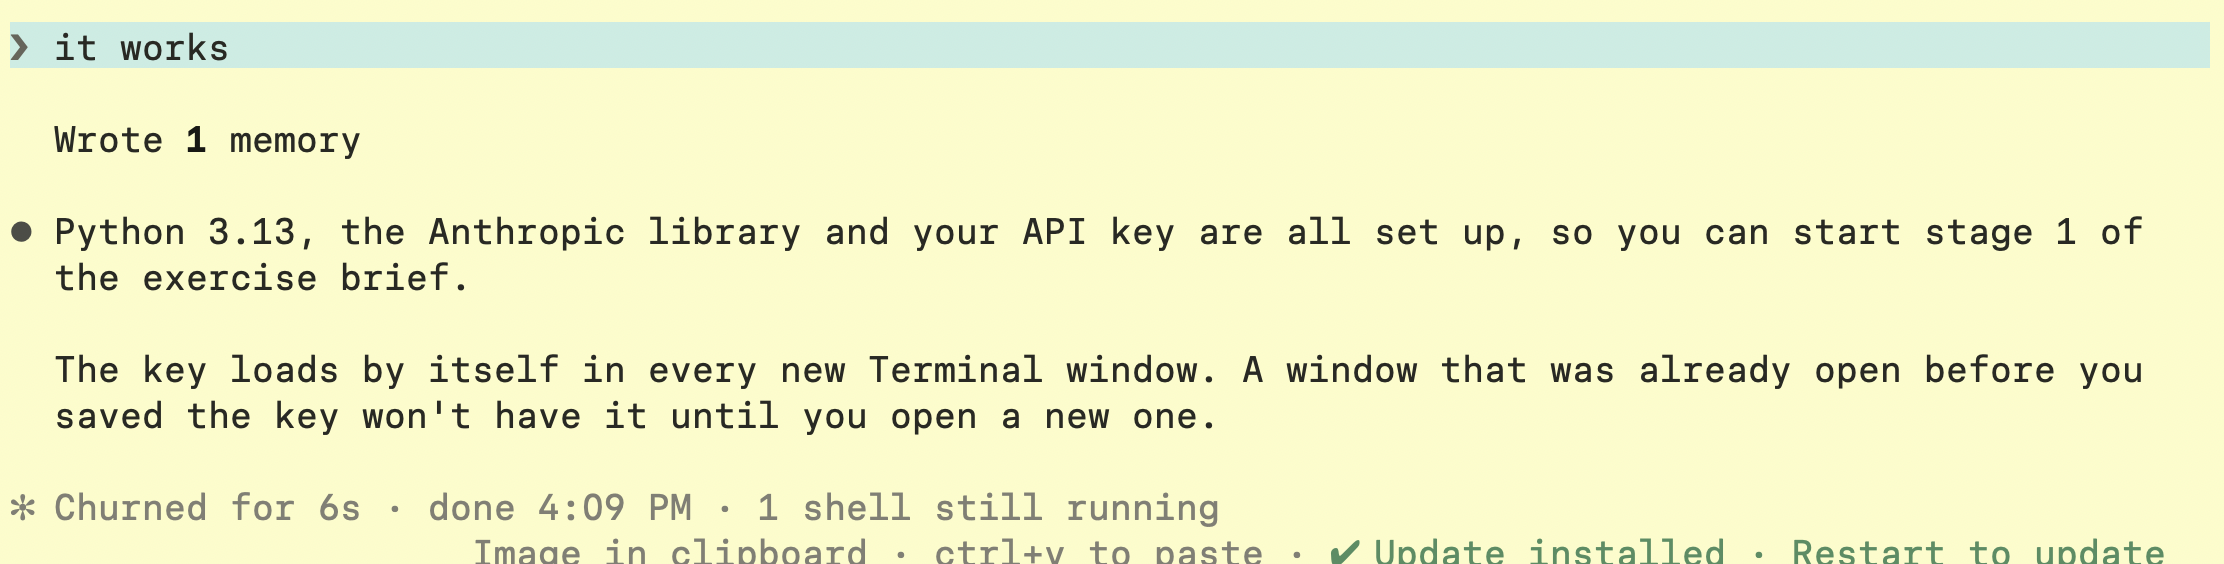 ❯ it works
Wrote 1 memory
● Python 3.13, the Anthropic library and your API key are all set up, so you can start stage 1 of
the exercise brief.
The key loads by itself in every new Terminal window. A window that was already open before you
saved the key won't have it until you open a new one.
✻ Churned for 6s · done 4:09 PM · 1 shell still running
Image in clipboard · ctrl+v to paste · ✔ Update installed · Restart to update